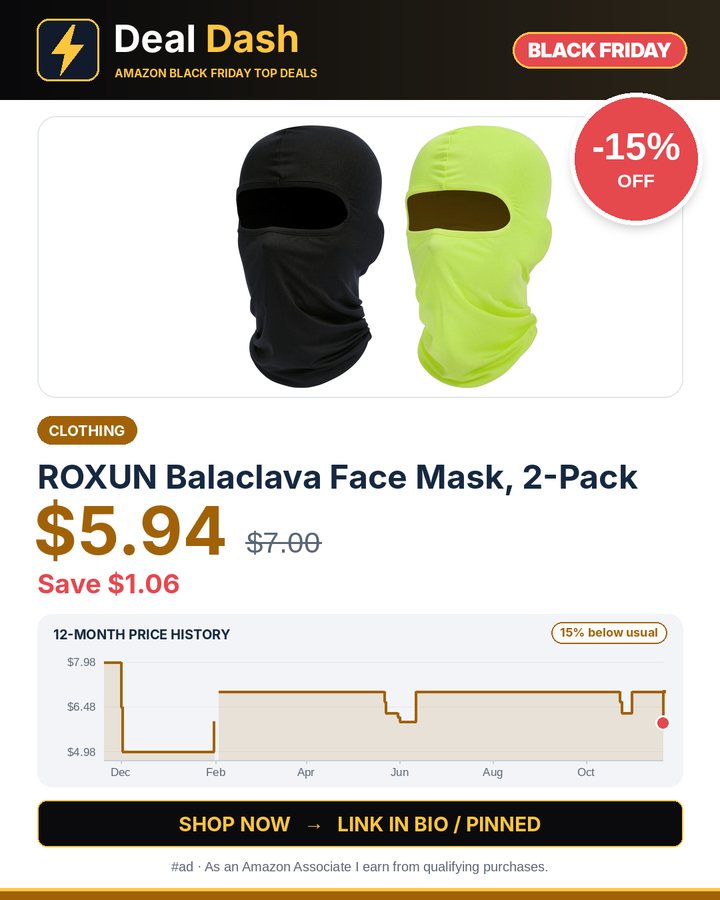 Deal Dash
AMAZON BLACK FRIDAY TOP DEALS
BLACK FRIDAY
-15%
OFF
CLOTHING
ROXUN Balaclava Face Mask, 2-Pack
$5.94 $7.00
Save $1.06
12-MONTH PRICE HISTORY
15% below usual
$7.98
$6.48
$4.98
Dec Feb Apr Jun Aug Oct
SHOP NOW → LINK IN BIO / PINNED
#ad · As an Amazon Associate I earn from qualifying purchases.